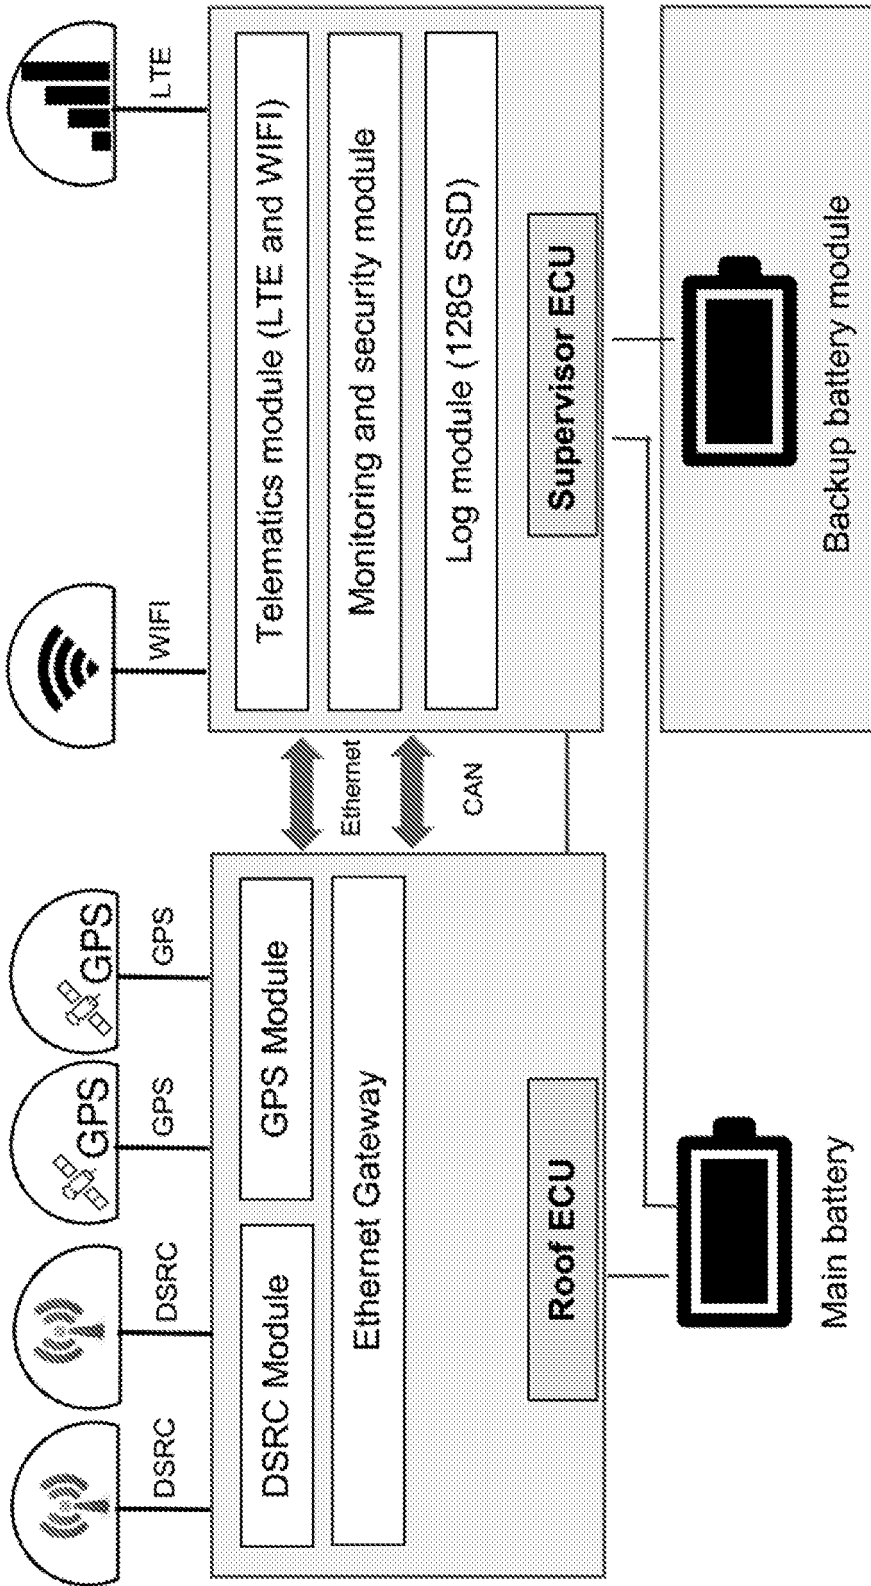 GPS
GPS
DSRC
DSRC
GPS
GPS
WIFI
LTE
DSRC Module
GPS Module
Ethernet Gateway
Roof ECU
Ethernet
CAN
Telematics module (LTE and WIFI)
Monitoring and security module
Log module (128G SSD)
Supervisor ECU
Main battery
Backup battery module